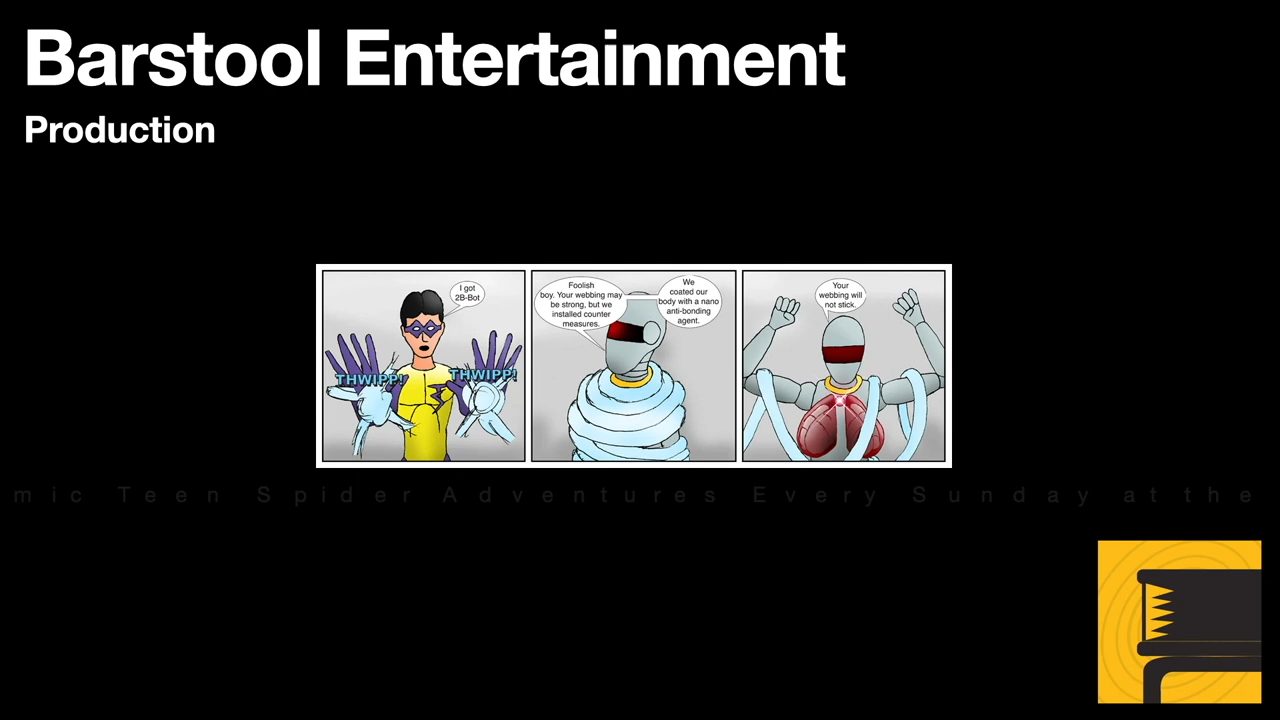 Barstool Entertainment
Production
I got
2B-Bot
THWIPP!
THWIPP!
Foolish
boy. Your webbing may
be strong, but we
installed counter
measures.
We
coated our
body with a nano
anti-bonding
agent.
Your
webbing will
not stick.
mic Teen Spider Adventures Every Sunday at the